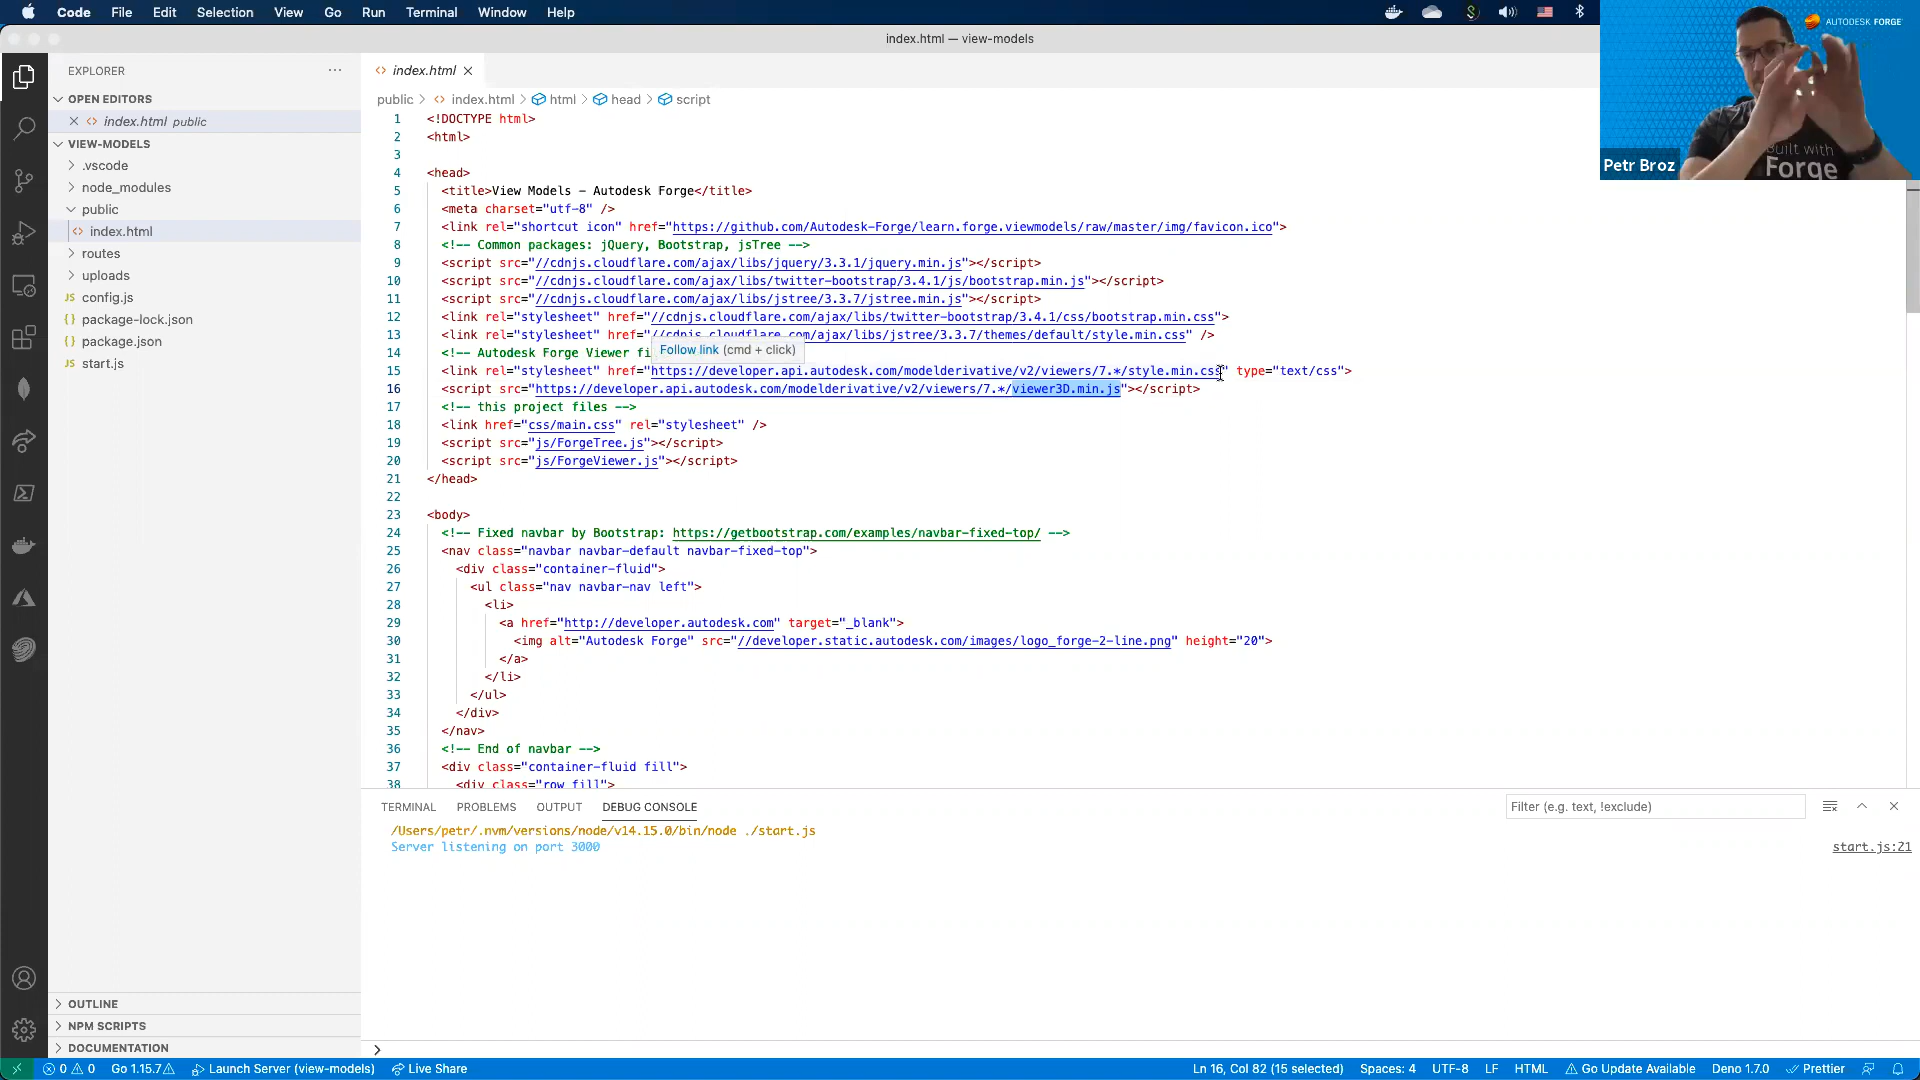 Code File Edit Selection View Go Run Terminal Window Help
index.html — view-models
AUTODESK FORGE
Petr Broz
Built with
Forge
EXPLORER
OPEN EDITORS
index.html public
VIEW-MODELS
.vscode
node_modules
public
index.html
routes
uploads
config.js
package-lock.json
package.json
start.js
OUTLINE
NPM SCRIPTS
DOCUMENTATION
index.html
public index.html html head script
1 <!DOCTYPE html>
2 <html>
3
4 <head>
5 <title>View Models - Autodesk Forge</title>
6 <meta charset="utf-8" />
7 <link rel="shortcut icon" href="https://github.com/Autodesk-Forge/learn.forge.viewmodels/raw/master/img/favicon.ico">
8 <!-- Common packages: jQuery, Bootstrap, jsTree -->
9 <script src="//cdnjs.cloudflare.com/ajax/libs/jquery/3.3.1/jquery.min.js"></script>
10 <script src="//cdnjs.cloudflare.com/ajax/libs/twitter-bootstrap/3.4.1/js/bootstrap.min.js"></script>
11 <script src="//cdnjs.cloudflare.com/ajax/libs/jstree/3.3.7/jstree.min.js"></script>
12 <link rel="stylesheet" href="//cdnjs.cloudflare.com/ajax/libs/twitter-bootstrap/3.4.1/css/bootstrap.min.css">
13 <link rel="stylesheet" href="//cdnjs.cloudflare.com/ajax/libs/jstree/3.3.7/themes/default/style.min.css" />
14 <!-- Autodesk Forge Viewer fi
Follow link (cmd + click)
15 <link rel="stylesheet" href="https://developer.api.autodesk.com/modelderivative/v2/viewers/7.*/style.min.css" type="text/css">
16 <script src="https://developer.api.autodesk.com/modelderivative/v2/viewers/7.*/viewer3D.min.js"></script>
17 <!-- this project files -->
18 <link href="css/main.css" rel="stylesheet" />
19 <script src="js/ForgeTree.js"></script>
20 <script src="js/ForgeViewer.js"></script>
21 </head>
22
23 <body>
24 <!-- Fixed navbar by Bootstrap: https://getbootstrap.com/examples/navbar-fixed-top/ -->
25 <nav class="navbar navbar-default navbar-fixed-top">
26 <div class="container-fluid">
27 <ul class="nav navbar-nav left">
28 <li>
29 <a href="http://developer.autodesk.com" target="_blank">
30 <img alt="Autodesk Forge" src="//developer.static.autodesk.com/images/logo_forge-2-line.png" height="20">
31 </a>
32 </li>
33 </ul>
34 </div>
35 </nav>
36 <!-- End of navbar -->
37 <div class="container-fluid fill">
38 <div class="row fill">
TERMINAL PROBLEMS OUTPUT DEBUG CONSOLE
Filter (e.g. text, !exclude)
/Users/petr/.nvm/versions/node/v14.15.0/bin/node ./start.js
Server listening on port 3000 start.js:21
0 0 Go 1.15.7 Launch Server (view-models) Live Share Ln 16, Col 82 (15 selected) Spaces: 4 UTF-8 LF HTML Go Update Available Deno 1.7.0 Prettier